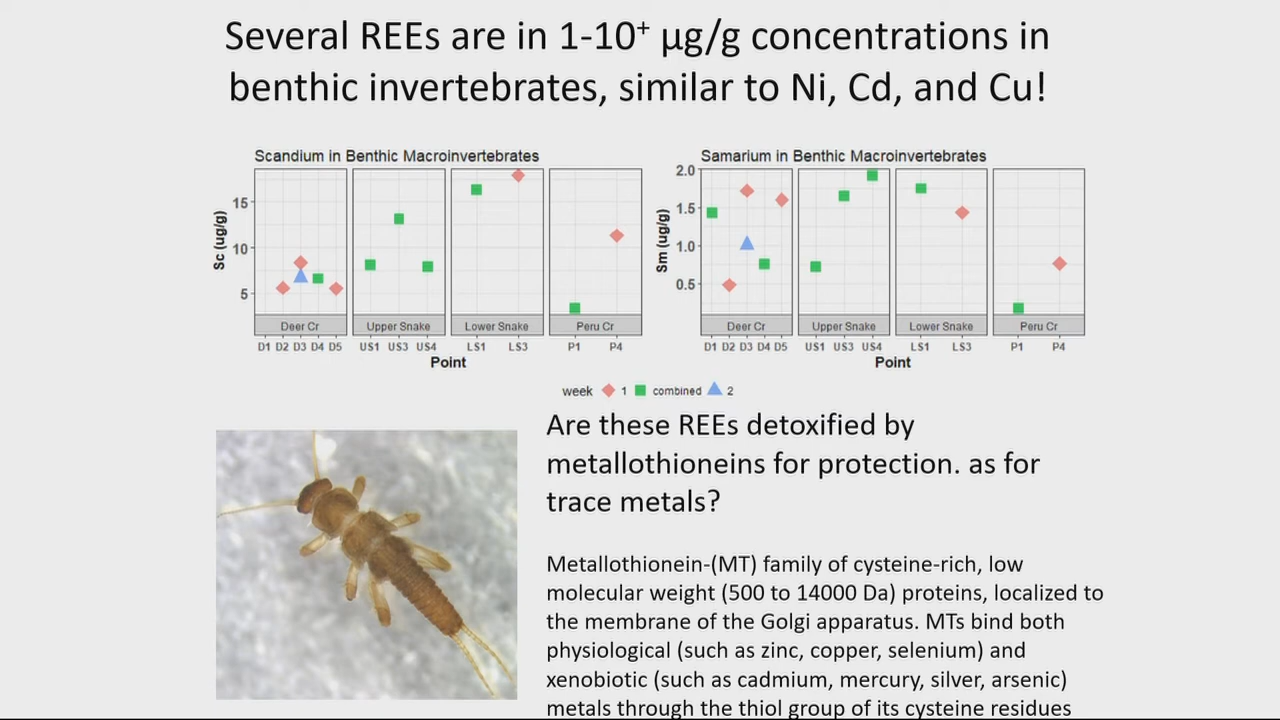 Several REEs are in 1-10⁺ µg/g concentrations in
benthic invertebrates, similar to Ni, Cd, and Cu!
Scandium in Benthic Macroinvertebrates
Sc (ug/g)
15
10
5
Deer Cr
Upper Snake
Lower Snake
Peru Cr
D1 D2 D3 D4 D5
US1 US3 US4
LS1 LS3
P1 P4
Point
Samarium in Benthic Macroinvertebrates
Sm (ug/g)
2.0
1.5
1.0
0.5
Deer Cr
Upper Snake
Lower Snake
Peru Cr
D1 D2 D3 D4 D5
US1 US3 US4
LS1 LS3
P1 P4
Point
week 1 combined 2
Are these REEs detoxified by
metallothioneins for protection. as for
trace metals?
Metallothionein-(MT) family of cysteine-rich, low
molecular weight (500 to 14000 Da) proteins, localized to
the membrane of the Golgi apparatus. MTs bind both
physiological (such as zinc, copper, selenium) and
xenobiotic (such as cadmium, mercury, silver, arsenic)
metals through the thiol group of its cysteine residues